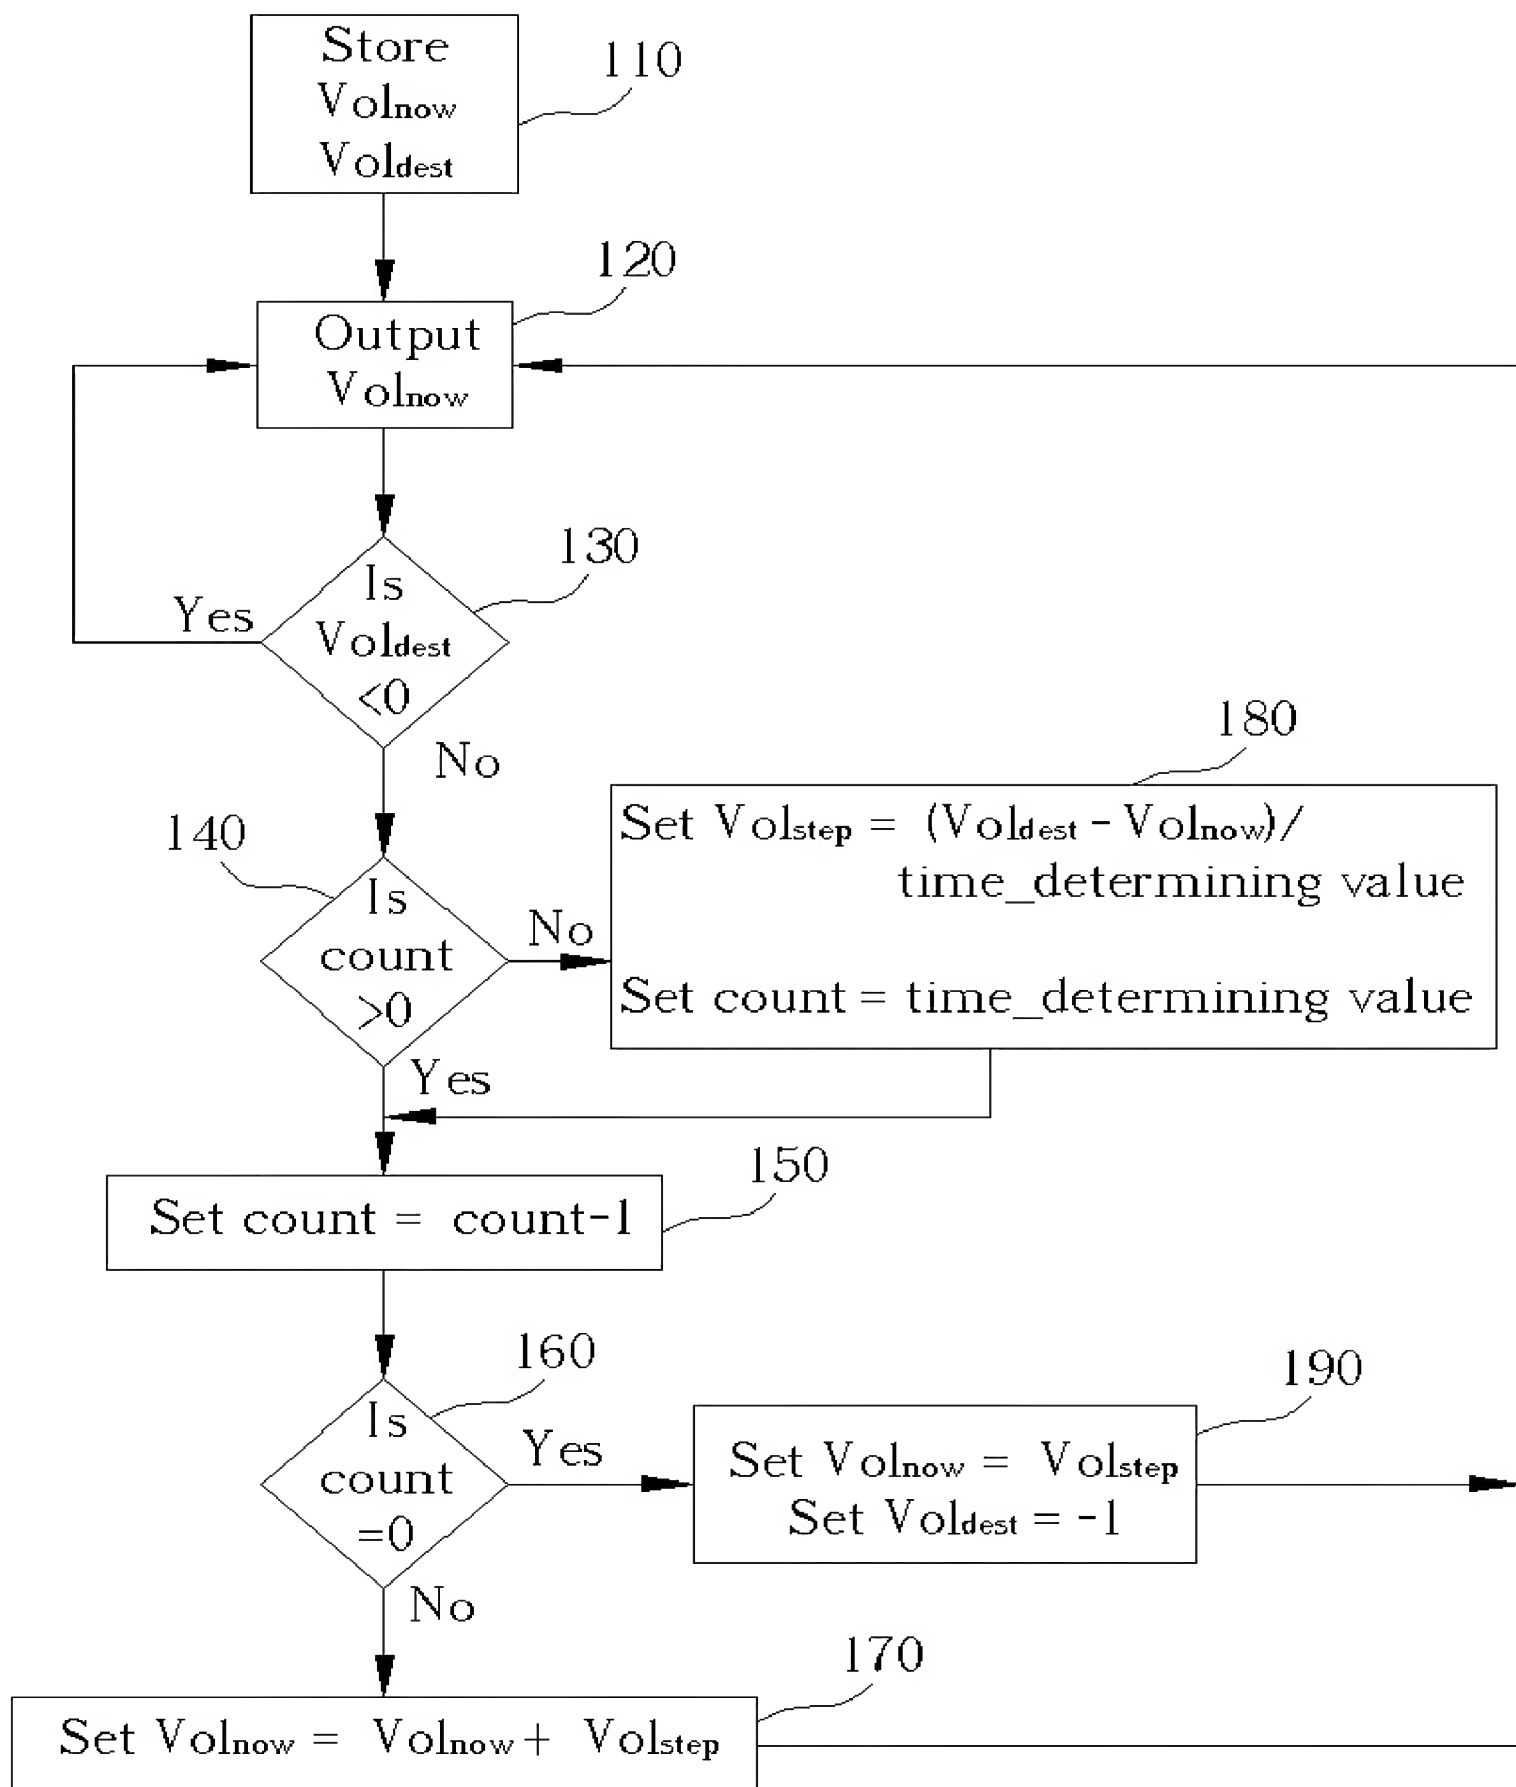 Store
Volnow
Voldest
110
120
Output
Volnow
130
Is
Voldest
<0
Yes
No
180
Set Volstep = (Voldest - Volnow)/
time_determining value
Set count = time_determining value
140
Is
count
>0
No
Yes
150
Set count = count-1
160
Is
count
=0
Yes
No
190
Set Volnow = Volstep
Set Voldest = -1
170
Set Volnow = Volnow + Volstep